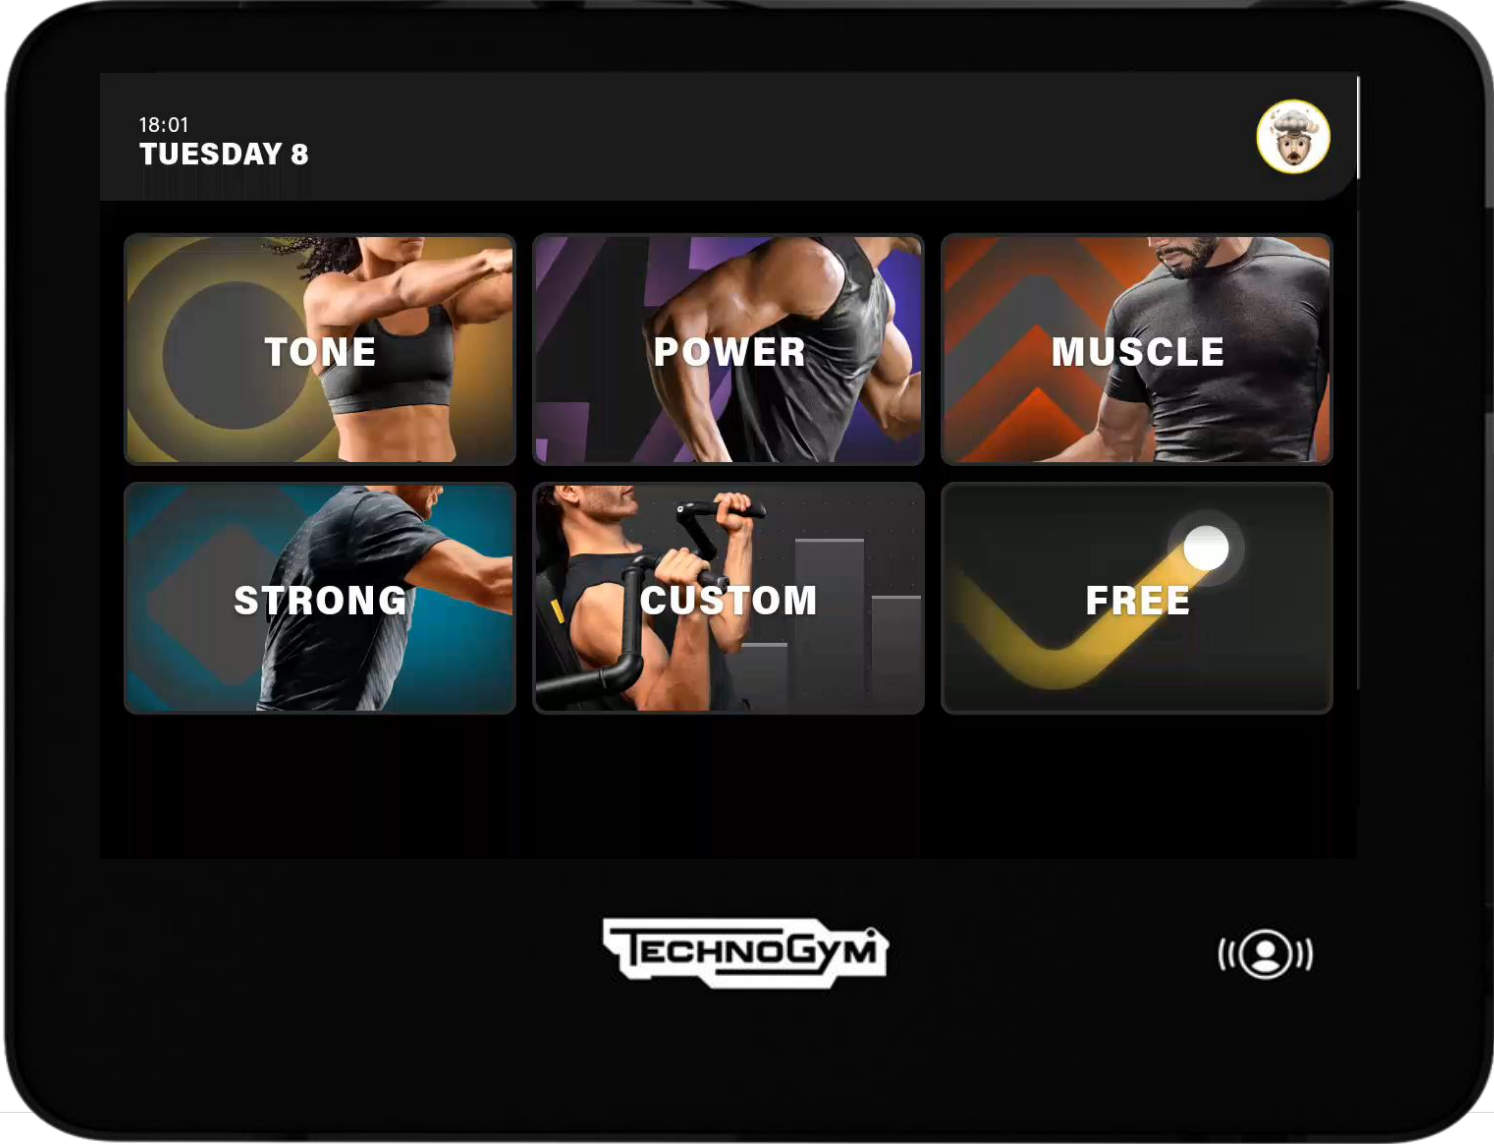 18:01
TUESDAY 8
TONE
POWER
MUSCLE
STRONG
CUSTOM
FREE
TECHNOGYM